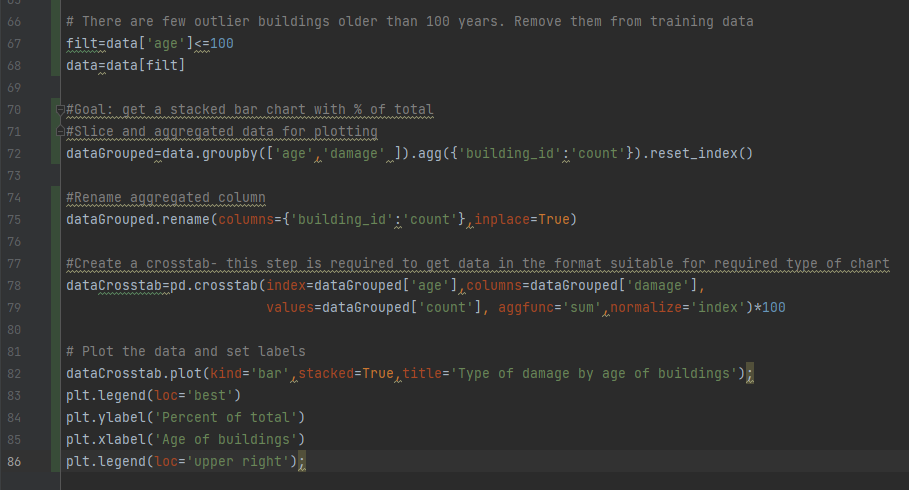 66 # There are few outlier buildings older than 100 years. Remove them from training data
67 filt=data['age']<=100
68 data=data[filt]
69
70 #Goal: get a stacked bar chart with % of total
71 #Slice and aggregated data for plotting
72 dataGrouped=data.groupby(['age','damage' ]).agg({'building_id':'count'}).reset_index()
73
74 #Rename aggregated column
75 dataGrouped.rename(columns={'building_id':'count'},inplace=True)
76
77 #Create a crosstab- this step is required to get data in the format suitable for required type of chart
78 dataCrosstab=pd.crosstab(index=dataGrouped['age'],columns=dataGrouped['damage'],
79 values=dataGrouped['count'], aggfunc='sum',normalize='index')*100
80
81 # Plot the data and set labels
82 dataCrosstab.plot(kind='bar',stacked=True,title='Type of damage by age of buildings');
83 plt.legend(loc='best')
84 plt.ylabel('Percent of total')
85 plt.xlabel('Age of buildings')
86 plt.legend(loc='upper right');